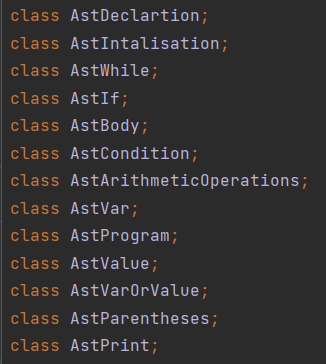 class AstDeclartion;
class AstIntalisation;
class AstWhile;
class AstIf;
class AstBody;
class AstCondition;
class AstArithmeticOperations;
class AstVar;
class AstProgram;
class AstValue;
class AstVarOrValue;
class AstParentheses;
class AstPrint;